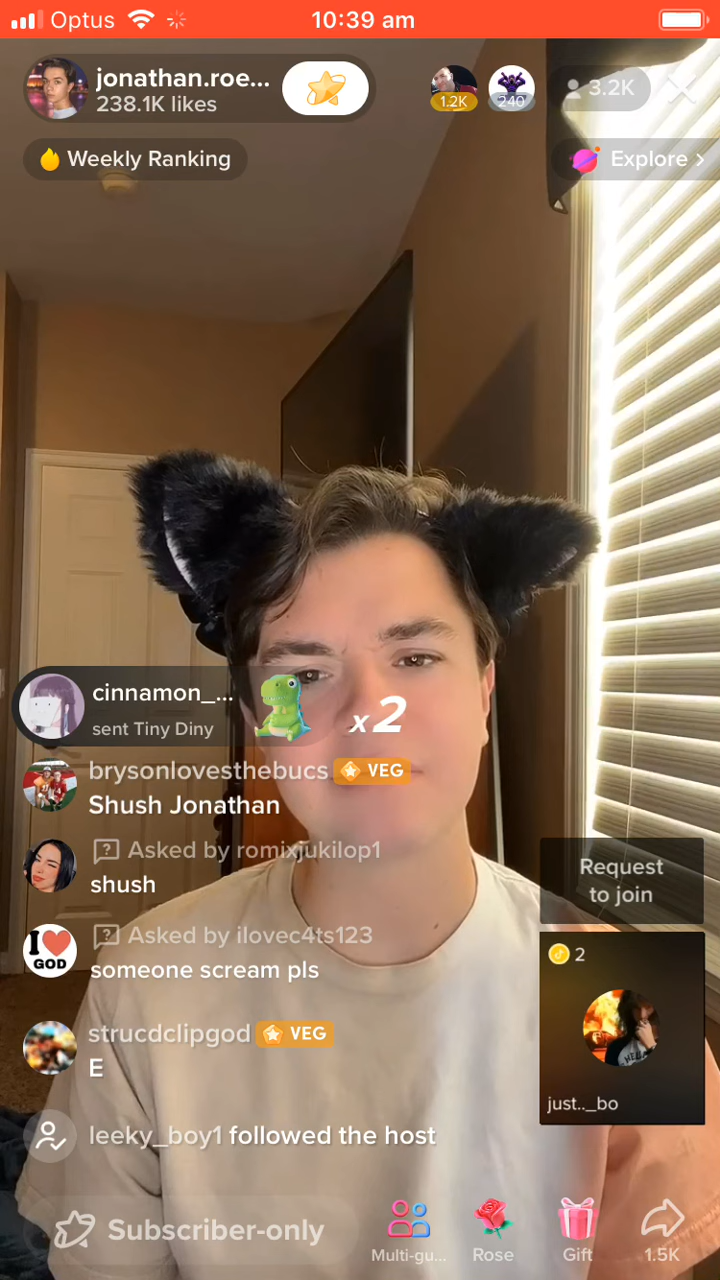 Optus
10:39 am
jonathan.roe...
238.1K likes
1.2K
240
3.2K
Weekly Ranking
Explore
cinnamon_...
sent Tiny Diny
x2
brysonlovesthebucs VEG
Shush Jonathan
Asked by romixjukilop1
shush
Asked by ilovec4ts123
someone scream pls
I GOD
strucdclipgod VEG
E
leeky_boy1 followed the host
Request
to join
2
just.._bo
Subscriber-only
Multi-gu...
Rose
Gift
1.5K